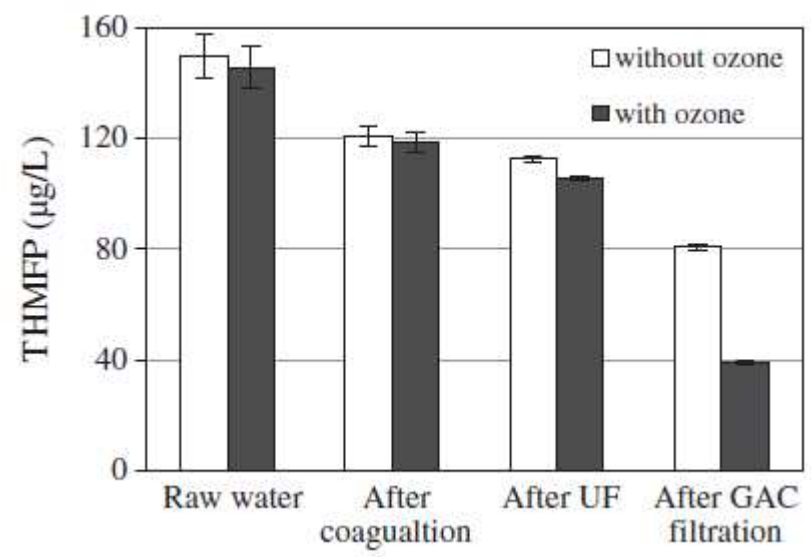 160
120
80
40
0
THMFP (µg/L)
without ozone
with ozone
Raw water
After
coagualtion
After UF
After GAC
filtration